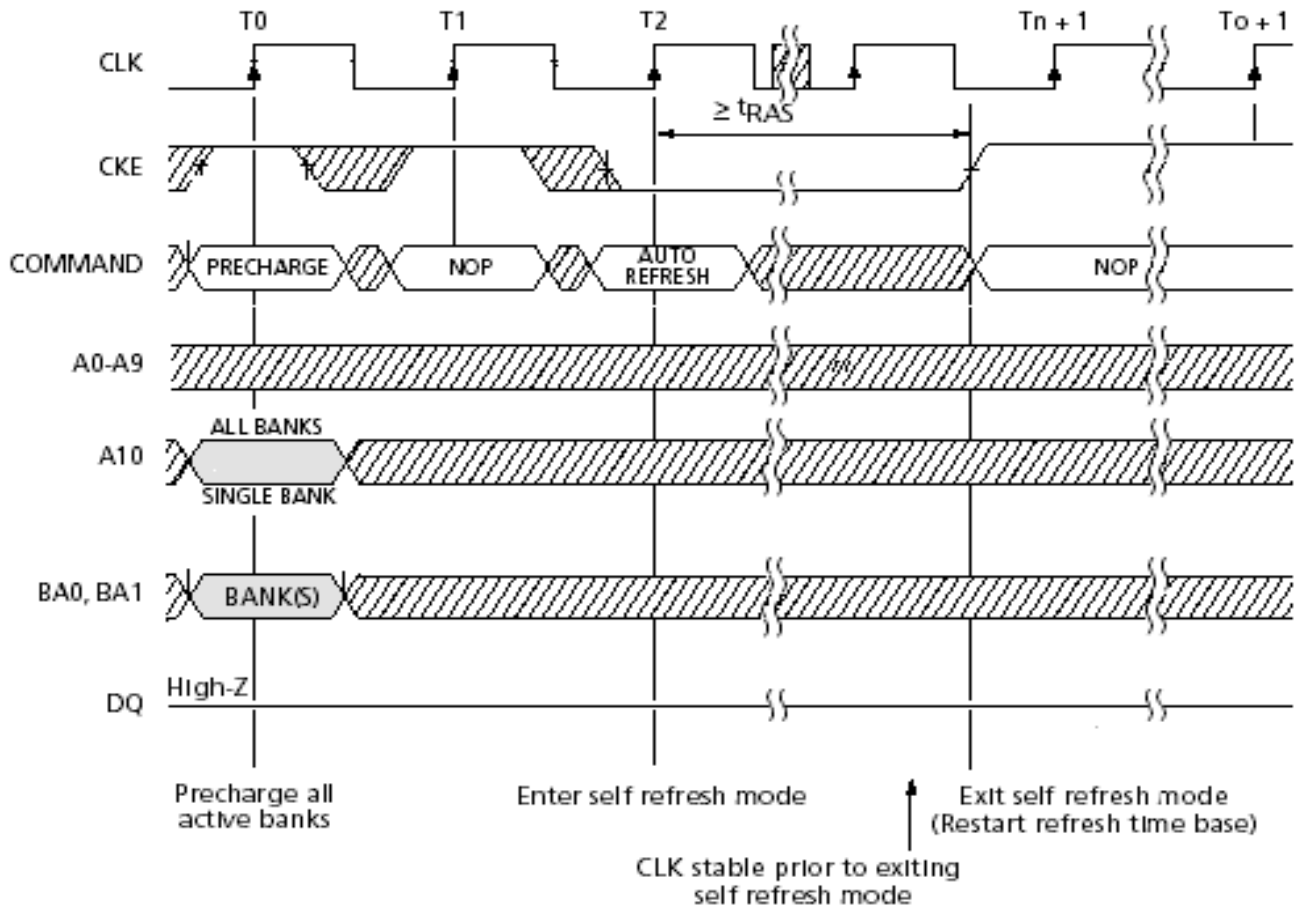 T0 T1 T2 Tn + 1 To + 1
CLK
≥ tRAS
CKE
COMMAND PRECHARGE NOP AUTO REFRESH NOP
A0-A9
ALL BANKS
A10
SINGLE BANK
BA0, BA1 BANK(S)
High-Z
DQ
Precharge all
active banks
Enter self refresh mode
Exit self refresh mode
(Restart refresh time base)
CLK stable prior to exiting
self refresh mode